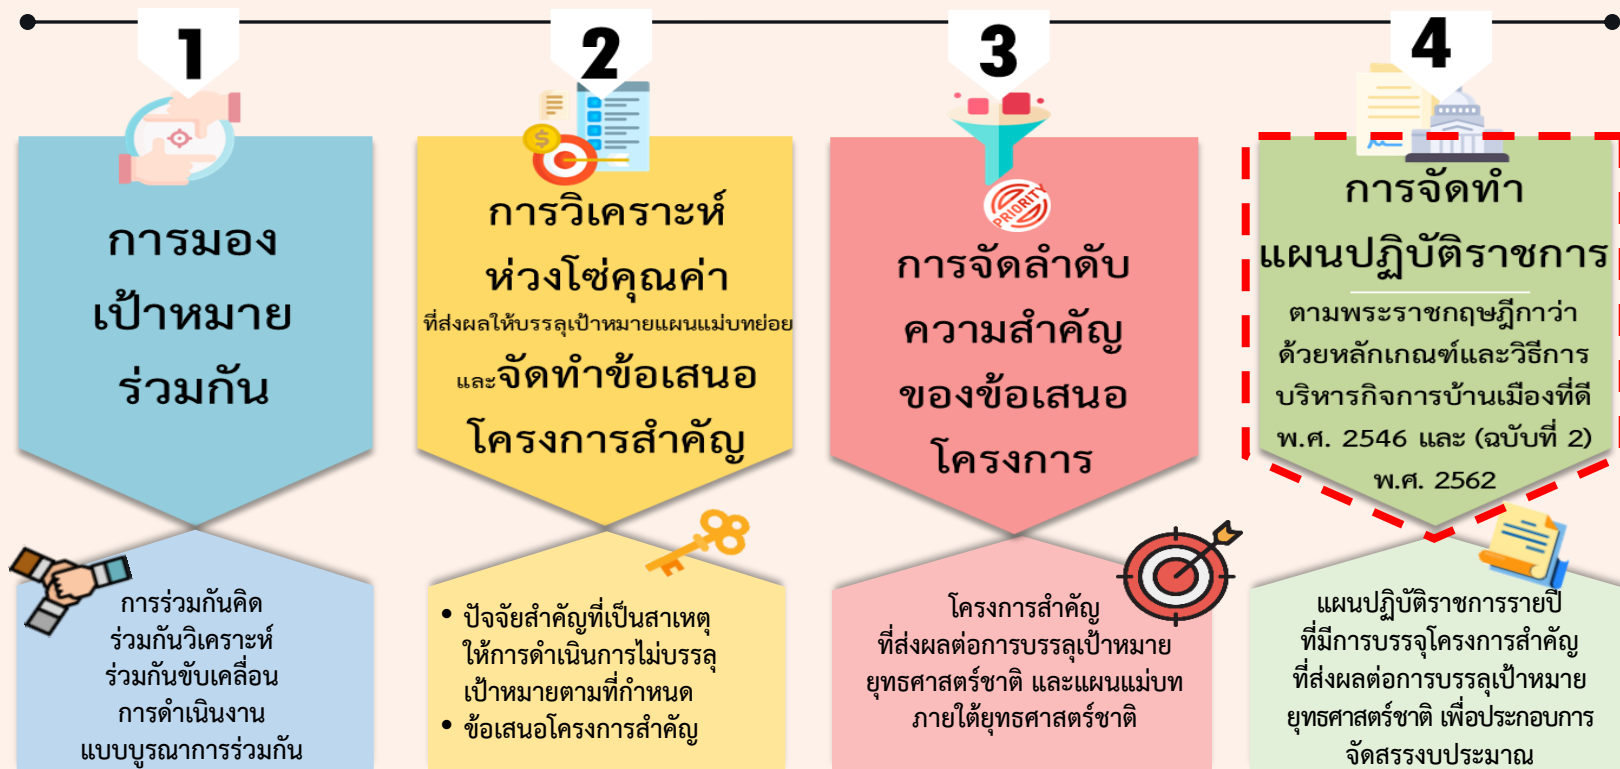 1
การมอง
เป้าหมาย
ร่วมกัน
การร่วมกันคิด
ร่วมกันวิเคราะห์
ร่วมกันขับเคลื่อน
การดำเนินงาน
แบบบูรณาการร่วมกัน
2
การวิเคราะห์
ห่วงโซ่คุณค่า
ที่ส่งผลให้บรรลุเป้าหมายแผนแม่บทย่อย
และจัดทำข้อเสนอ
โครงการสำคัญ
• ปัจจัยสำคัญที่เป็นสาเหตุ
ให้การดำเนินการไม่บรรลุ
เป้าหมายตามที่กำหนด
• ข้อเสนอโครงการสำคัญ
3
PRIORITY
การจัดลำดับ
ความสำคัญ
ของข้อเสนอ
โครงการ
โครงการสำคัญ
ที่ส่งผลต่อการบรรลุเป้าหมาย
ยุทธศาสตร์ชาติ และแผนแม่บท
ภายใต้ยุทธศาสตร์ชาติ
4
การจัดทำ
แผนปฏิบัติราชการ
ตามพระราชกฤษฎีกาว่า
ด้วยหลักเกณฑ์และวิธีการ
บริหารกิจการบ้านเมืองที่ดี
พ.ศ. 2546 และ (ฉบับที่ 2)
พ.ศ. 2562
แผนปฏิบัติราชการรายปี
ที่มีการบรรจุโครงการสำคัญ
ที่ส่งผลต่อการบรรลุเป้าหมาย
ยุทธศาสตร์ชาติ เพื่อประกอบการ
จัดสรรงบประมาณ